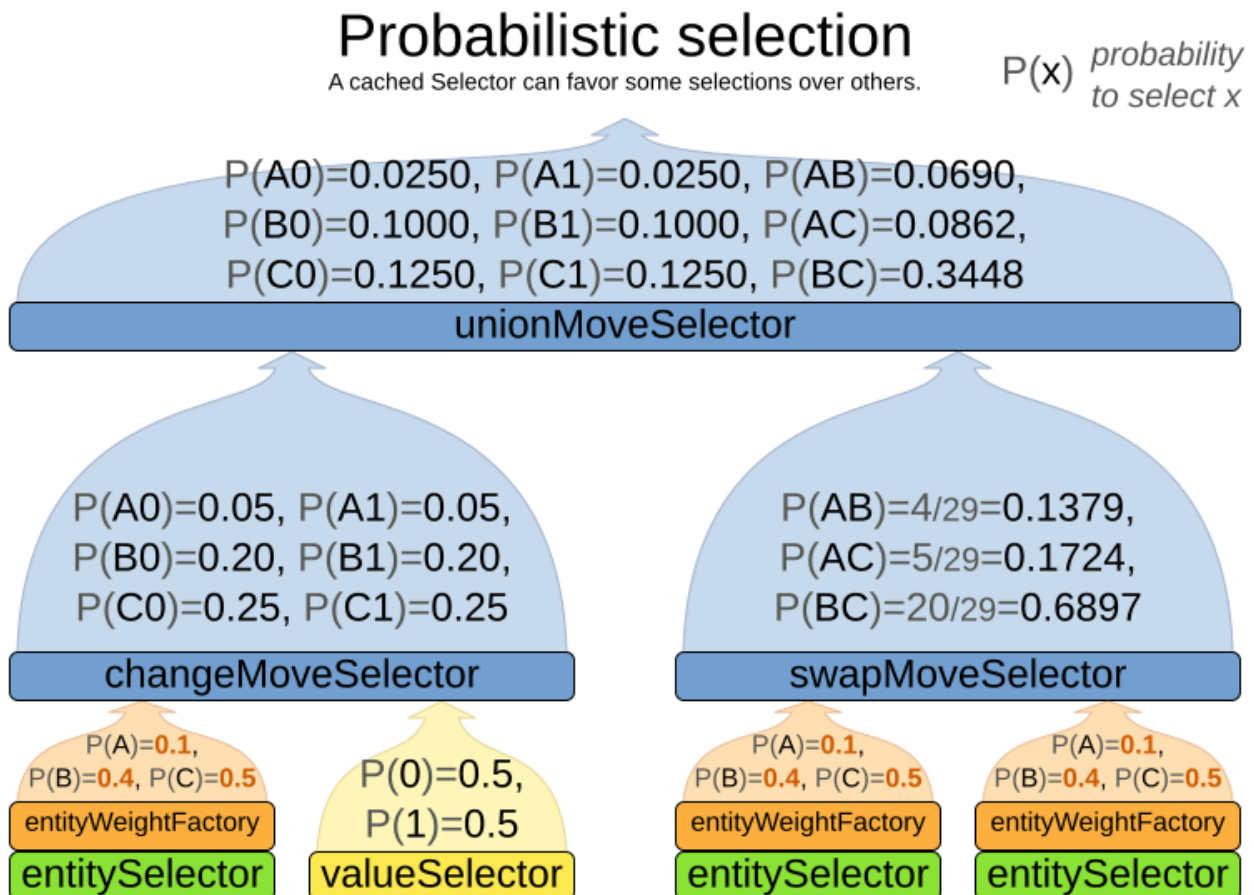 Probabilistic selection
A cached Selector can favor some selections over others.
P(x) probability
to select x
P(A0)=0.0250, P(A1)=0.0250, P(AB)=0.0690,
P(B0)=0.1000, P(B1)=0.1000, P(AC)=0.0862,
P(C0)=0.1250, P(C1)=0.1250, P(BC)=0.3448
unionMoveSelector
P(A0)=0.05, P(A1)=0.05,
P(B0)=0.20, P(B1)=0.20,
P(C0)=0.25, P(C1)=0.25
changeMoveSelector
P(AB)=4/29=0.1379,
P(AC)=5/29=0.1724,
P(BC)=20/29=0.6897
swapMoveSelector
P(A)=0.1,
P(B)=0.4, P(C)=0.5
entityWeightFactory
entitySelector
P(0)=0.5,
P(1)=0.5
valueSelector
P(A)=0.1,
P(B)=0.4, P(C)=0.5
entityWeightFactory
entitySelector
P(A)=0.1,
P(B)=0.4, P(C)=0.5
entityWeightFactory
entitySelector